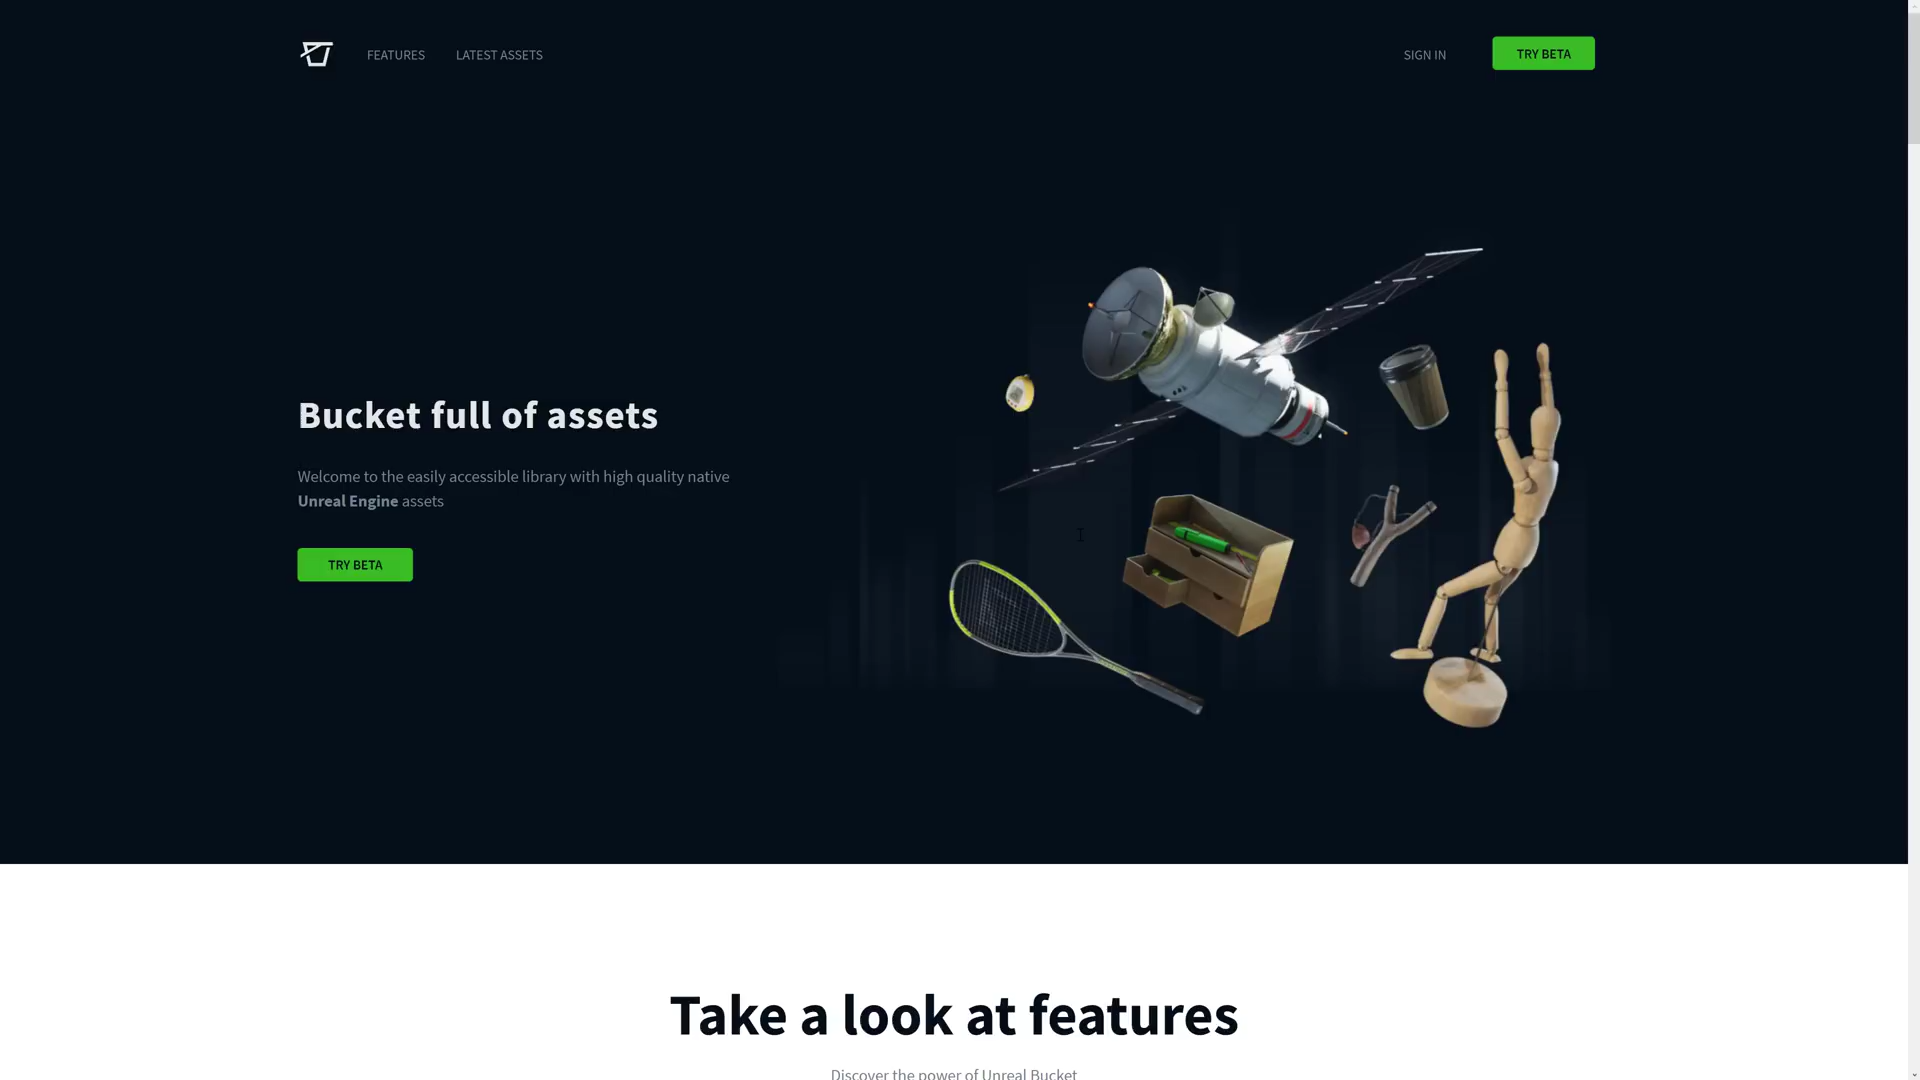 FEATURES
LATEST ASSETS
SIGN IN
TRY BETA
Bucket full of assets
Welcome to the easily accessible library with high quality native
Unreal Engine assets
TRY BETA
Take a look at features
Discover the power of Unreal Bucket